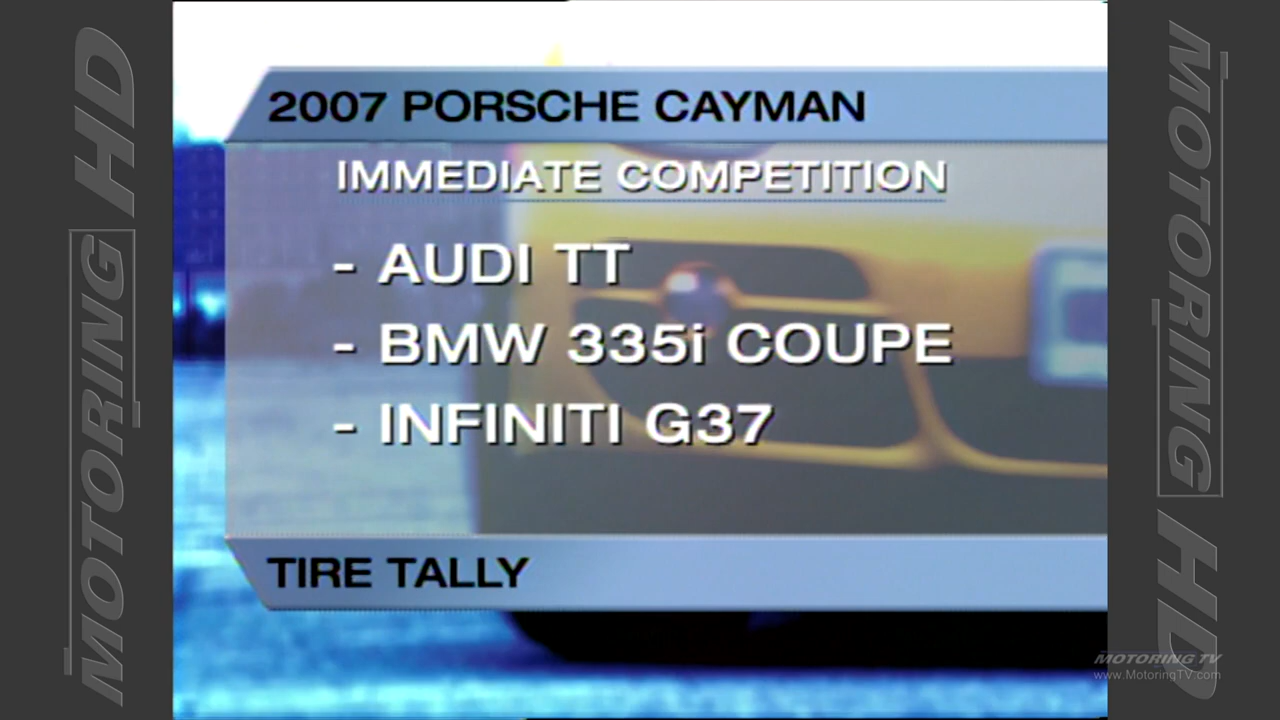 2007 PORSCHE CAYMAN
IMMEDIATE COMPETITION
- AUDI TT
- BMW 335i COUPE
- INFINITI G37
TIRE TALLY
MOTORING HD
MOTORING HD
MOTORING TV
www.MotoringTV.com